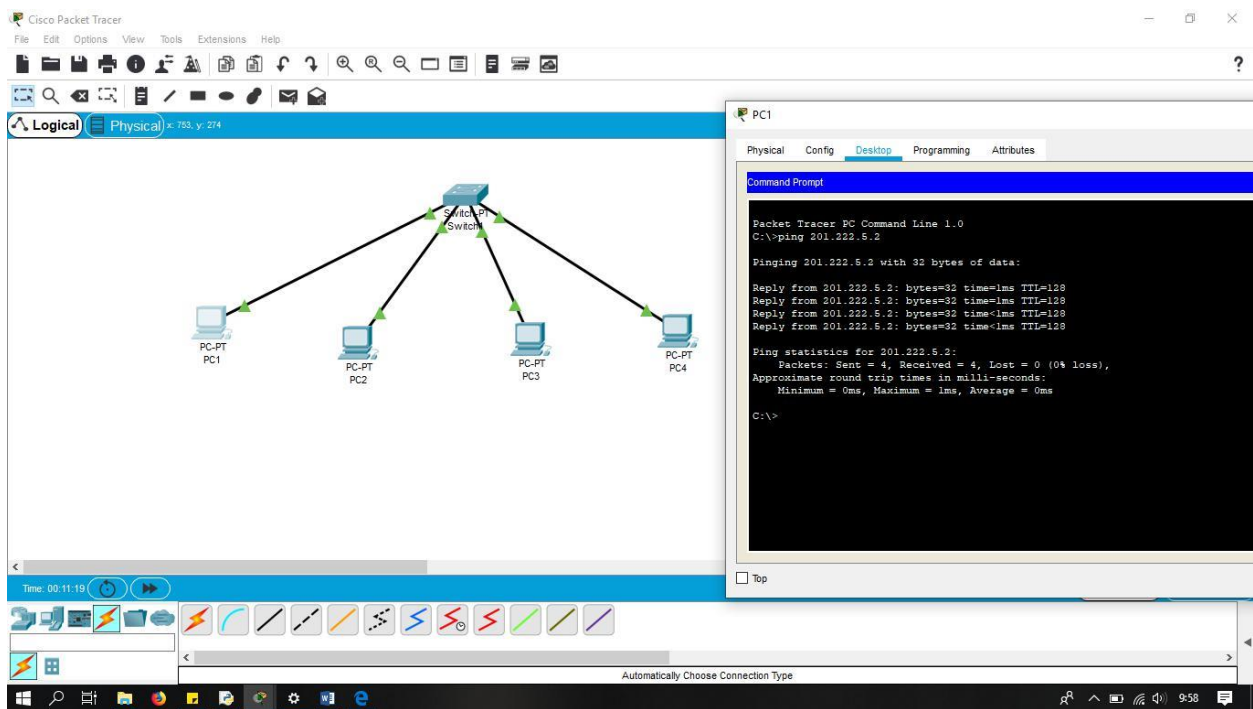 Cisco Packet Tracer
File Edit Options View Tools Extensions Help
?
Logical Physical x: 753, y: 274
Switch-PT
Switch1
PC-PT
PC1
PC-PT
PC2
PC-PT
PC3
PC-PT
PC4
PC1
Physical Config Desktop Programming Attributes
Command Prompt
Packet Tracer PC Command Line 1.0
C:\>ping 201.222.5.2
Pinging 201.222.5.2 with 32 bytes of data:
Reply from 201.222.5.2: bytes=32 time=1ms TTL=128
Reply from 201.222.5.2: bytes=32 time=1ms TTL=128
Reply from 201.222.5.2: bytes=32 time<1ms TTL=128
Reply from 201.222.5.2: bytes=32 time<1ms TTL=128
Ping statistics for 201.222.5.2:
Packets: Sent = 4, Received = 4, Lost = 0 (0% loss),
Approximate round trip times in milli-seconds:
Minimum = 0ms, Maximum = 1ms, Average = 0ms
C:\>
Top
Time: 00:11:19
Automatically Choose Connection Type
9:58